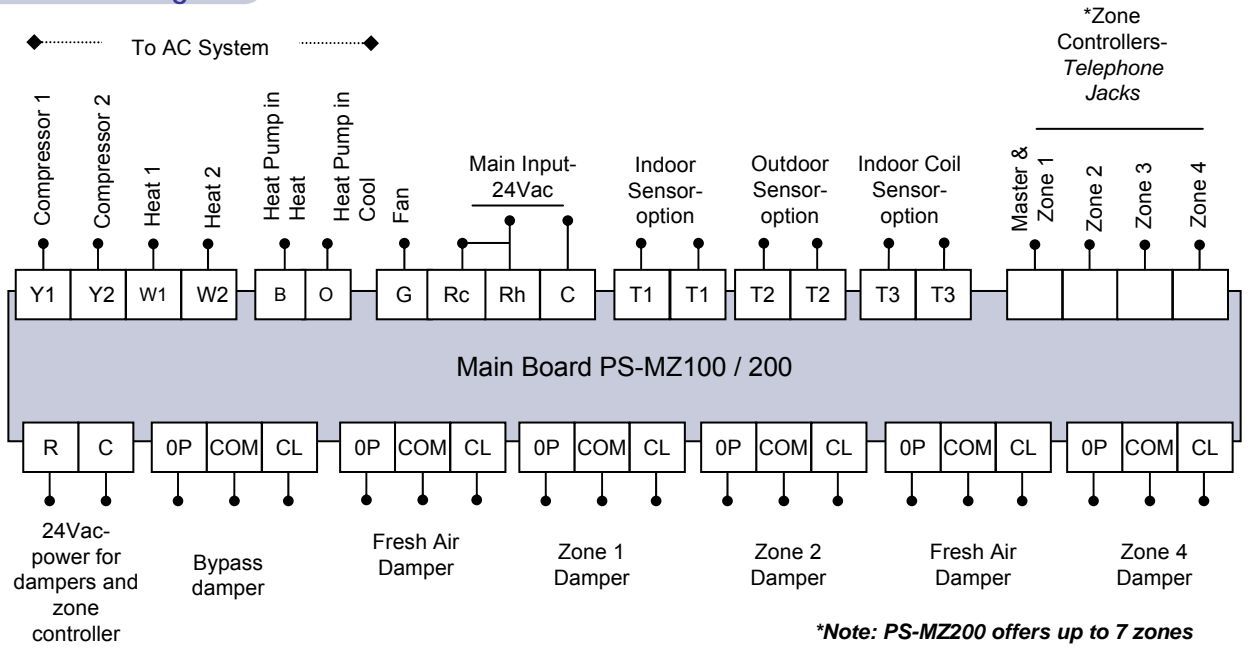 To AC System
*Zone
Controllers-
Telephone
Jacks
Compressor 1
Compressor 2
Heat 1
Heat 2
Heat Pump in
Heat
Heat Pump in
Cool
Fan
Main Input-
24Vac
Indoor
Sensor-
option
Outdoor
Sensor-
option
Indoor Coil
Sensor-
option
Master &
Zone 1
Zone 2
Zone 3
Zone 4
Y1 Y2 W1 W2 B O G Rc Rh C T1 T1 T2 T2 T3 T3
Main Board PS-MZ100 / 200
R C 0P COM CL 0P COM CL 0P COM CL 0P COM CL 0P COM CL 0P COM CL
24Vac-
power for
dampers and
zone
controller
Bypass
damper
Fresh Air
Damper
Zone 1
Damper
Zone 2
Damper
Fresh Air
Damper
Zone 4
Damper
*Note: PS-MZ200 offers up to 7 zones